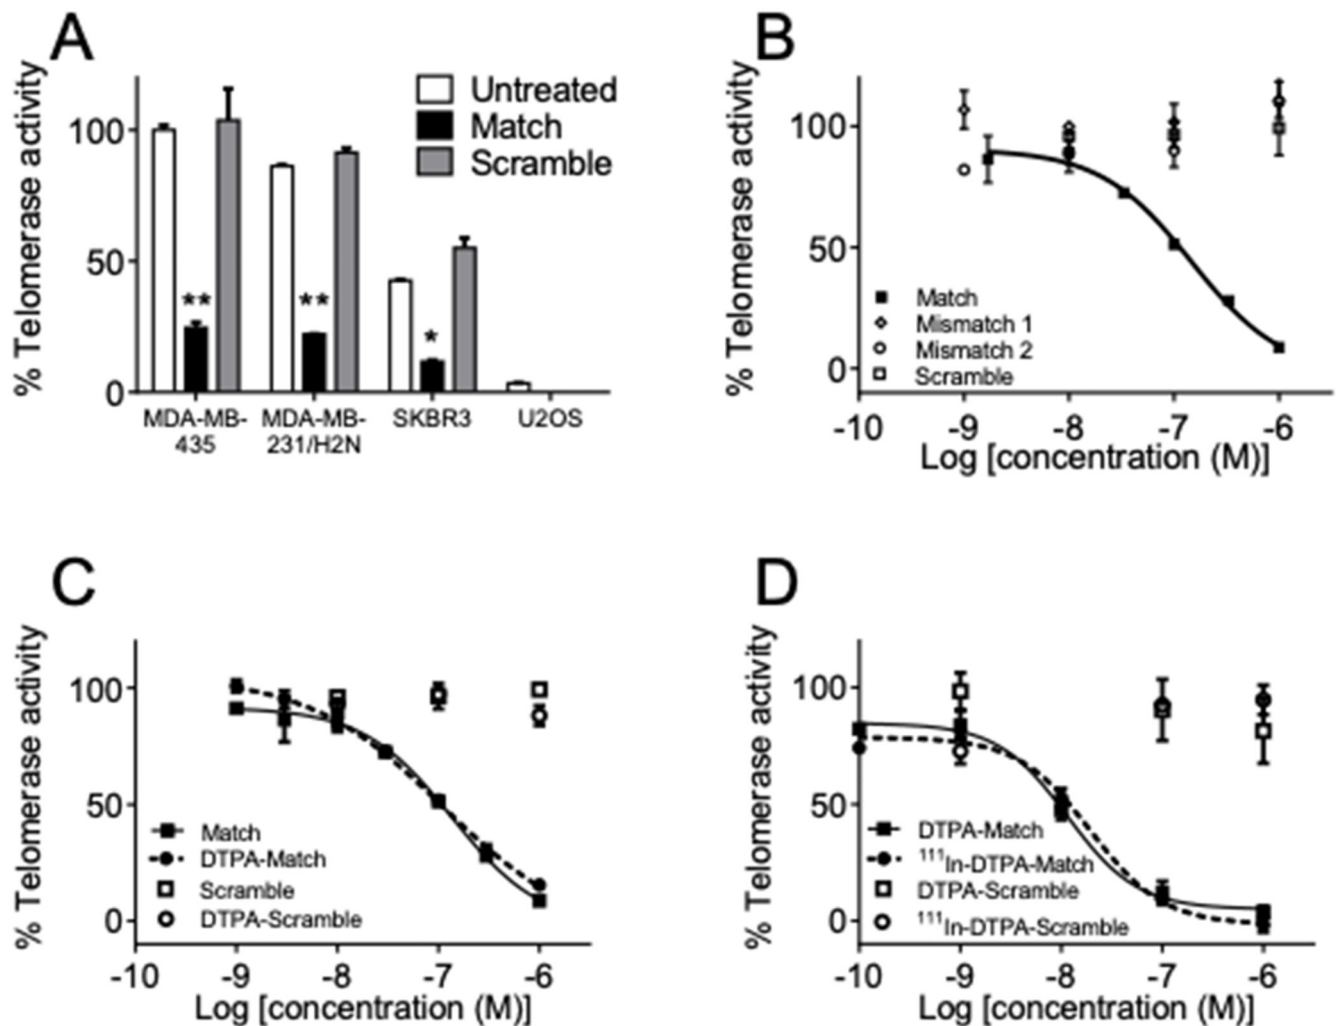 A
% Telomerase activity
100
50
0
Untreated
Match
Scramble
**
**
*
MDA-MB-
435
MDA-MB-
231/H2N
SKBR3
U2OS
B
% Telomerase activity
100
50
0
Match
Mismatch 1
Mismatch 2
Scramble
-10 -9 -8 -7 -6
Log [concentration (M)]
C
% Telomerase activity
100
50
0
Match
DTPA-Match
Scramble
DTPA-Scramble
-10 -9 -8 -7 -6
Log [concentration (M)]
D
% Telomerase activity
100
50
0
DTPA-Match
¹¹¹In-DTPA-Match
DTPA-Scramble
¹¹¹In-DTPA-Scramble
-10 -9 -8 -7 -6
Log [concentration (M)]